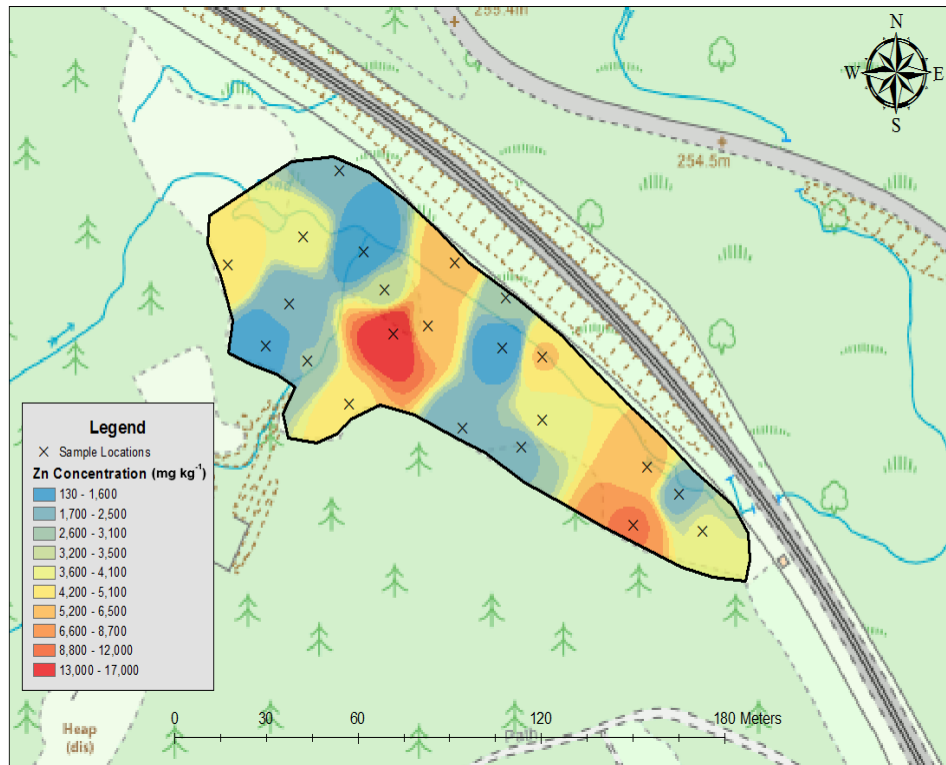 255.4m
N
W E
S
254.5m
Legend
Sample Locations
Zn Concentration (mg kg-1)
130 - 1,600
1,700 - 2,500
2,600 - 3,100
3,200 - 3,500
3,600 - 4,100
4,200 - 5,100
5,200 - 6,500
6,600 - 8,700
8,800 - 12,000
13,000 - 17,000
0 30 60 120 180 Meters
Heap
(dis)